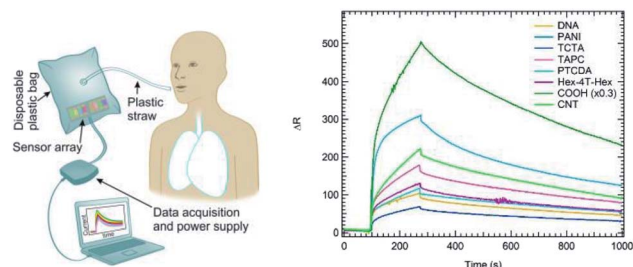 Disposable
plastic bag
Plastic
straw
Sensor array
Data acquisition
and power supply
Current
Time
500
400
300
200
100
0
ΔR
0
200
400
600
800
1000
Time (s)
DNA
PANI
TCTA
TAPC
PTCDA
Hex-4T-Hex
COOH (x0.3)
CNT